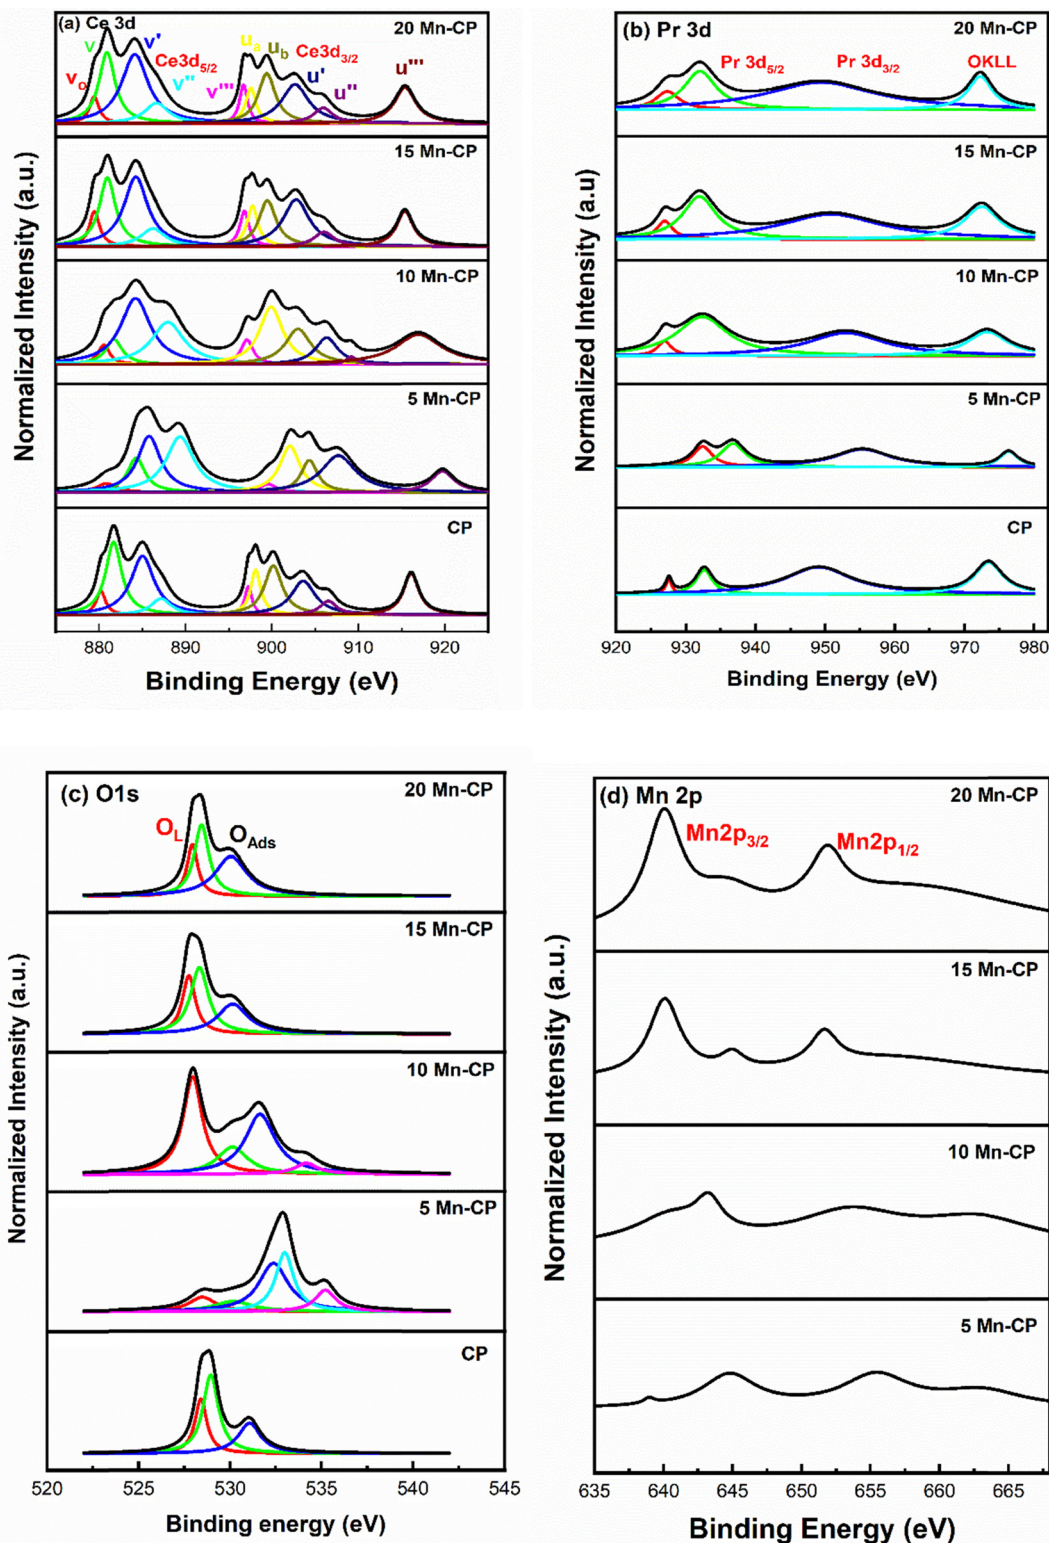 (a) Ce 3d
20 Mn-CP
v₀
v
v'
Ce3d₅/₂
v''
v'''
uₐ
u_b
Ce3d₃/₂
u'
u''
u'''
15 Mn-CP
10 Mn-CP
5 Mn-CP
CP
Normalized Intensity (a.u.)
880 890 900 910 920
Binding Energy (eV)
(b) Pr 3d
20 Mn-CP
Pr 3d₅/₂
Pr 3d₃/₂
OKLL
15 Mn-CP
10 Mn-CP
5 Mn-CP
CP
Normalized Intensity (a.u)
920 930 940 950 960 970 980
Binding Energy (eV)
(c) O1s
20 Mn-CP
O_L
O_Ads
15 Mn-CP
10 Mn-CP
5 Mn-CP
CP
Normalized Intensity (a.u.)
520 525 530 535 540 545
Binding energy (eV)
(d) Mn 2p
20 Mn-CP
Mn2p₃/₂
Mn2p₁/₂
15 Mn-CP
10 Mn-CP
5 Mn-CP
Normalized Intensity (a.u.)
635 640 645 650 655 660 665
Binding Energy (eV)